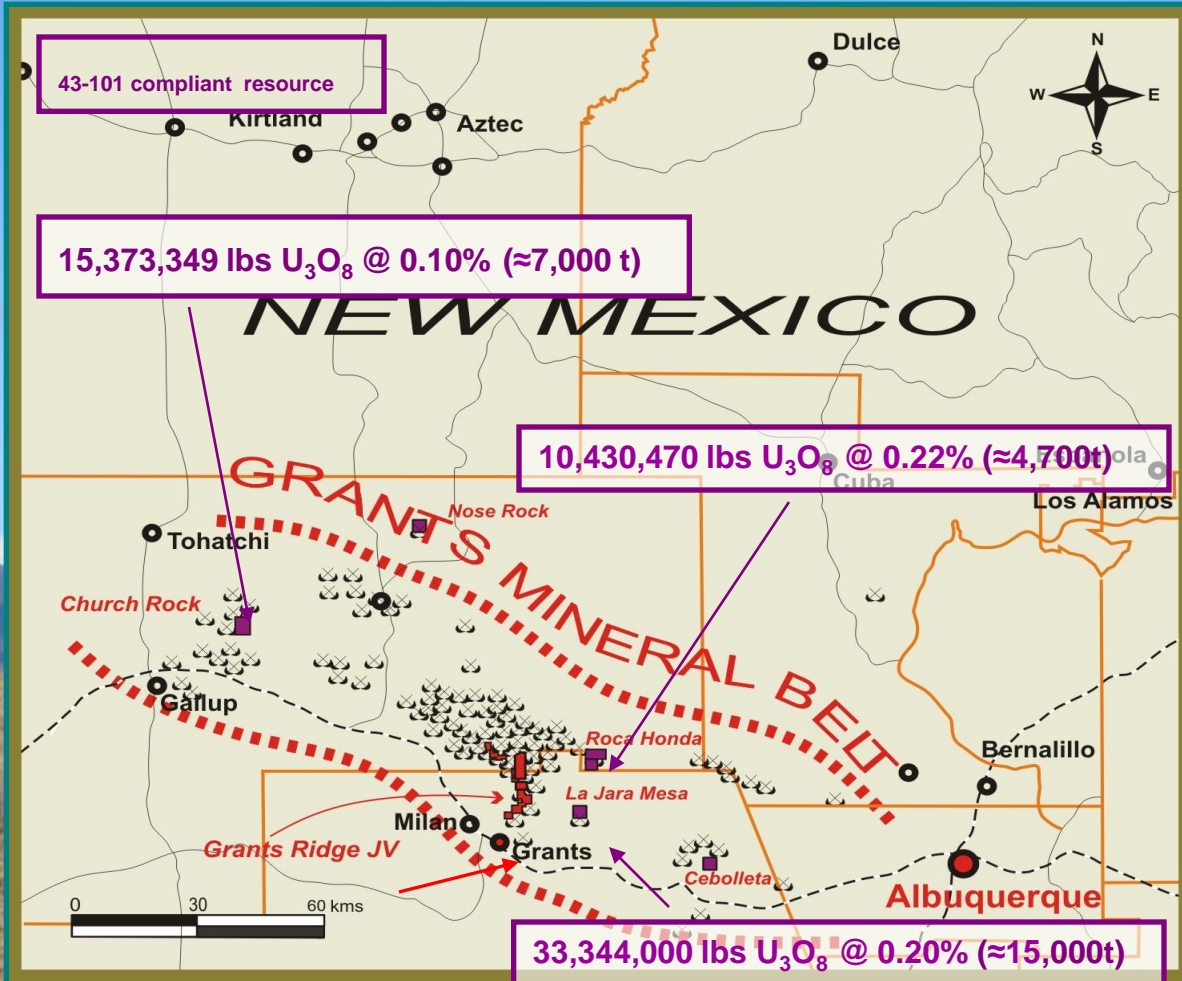 Dulce
N
W E
S
43-101 compliant resource
Kirtland
Aztec
15,373,349 lbs U₃O₈ @ 0.10% (≈7,000 t)
NEW MEXICO
10,430,470 lbs U₃O₈ @ 0.22% (≈4,700t)
Espanola
Cuba
Los Alamos
GRANTS MINERAL BELT
Nose Rock
Tohatchi
Church Rock
Gallup
Roca Honda
Bernalillo
La Jara Mesa
Milan
Grants Ridge JV
Grants
Cebolleta
Albuquerque
0 30 60 kms
33,344,000 lbs U₃O₈ @ 0.20% (≈15,000t)